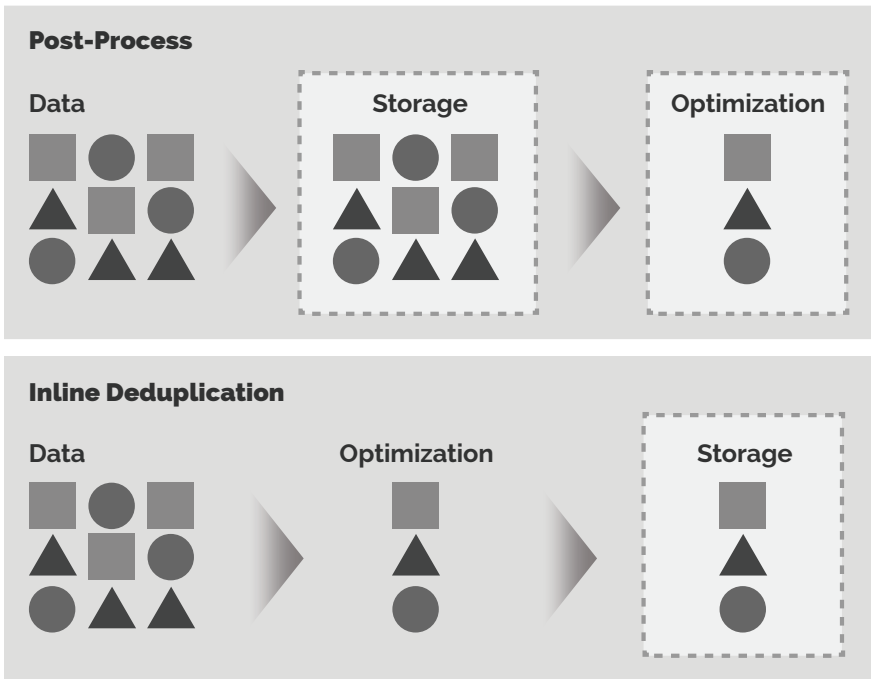 Post-Process
Data
Storage
Optimization
Inline Deduplication
Data
Optimization
Storage